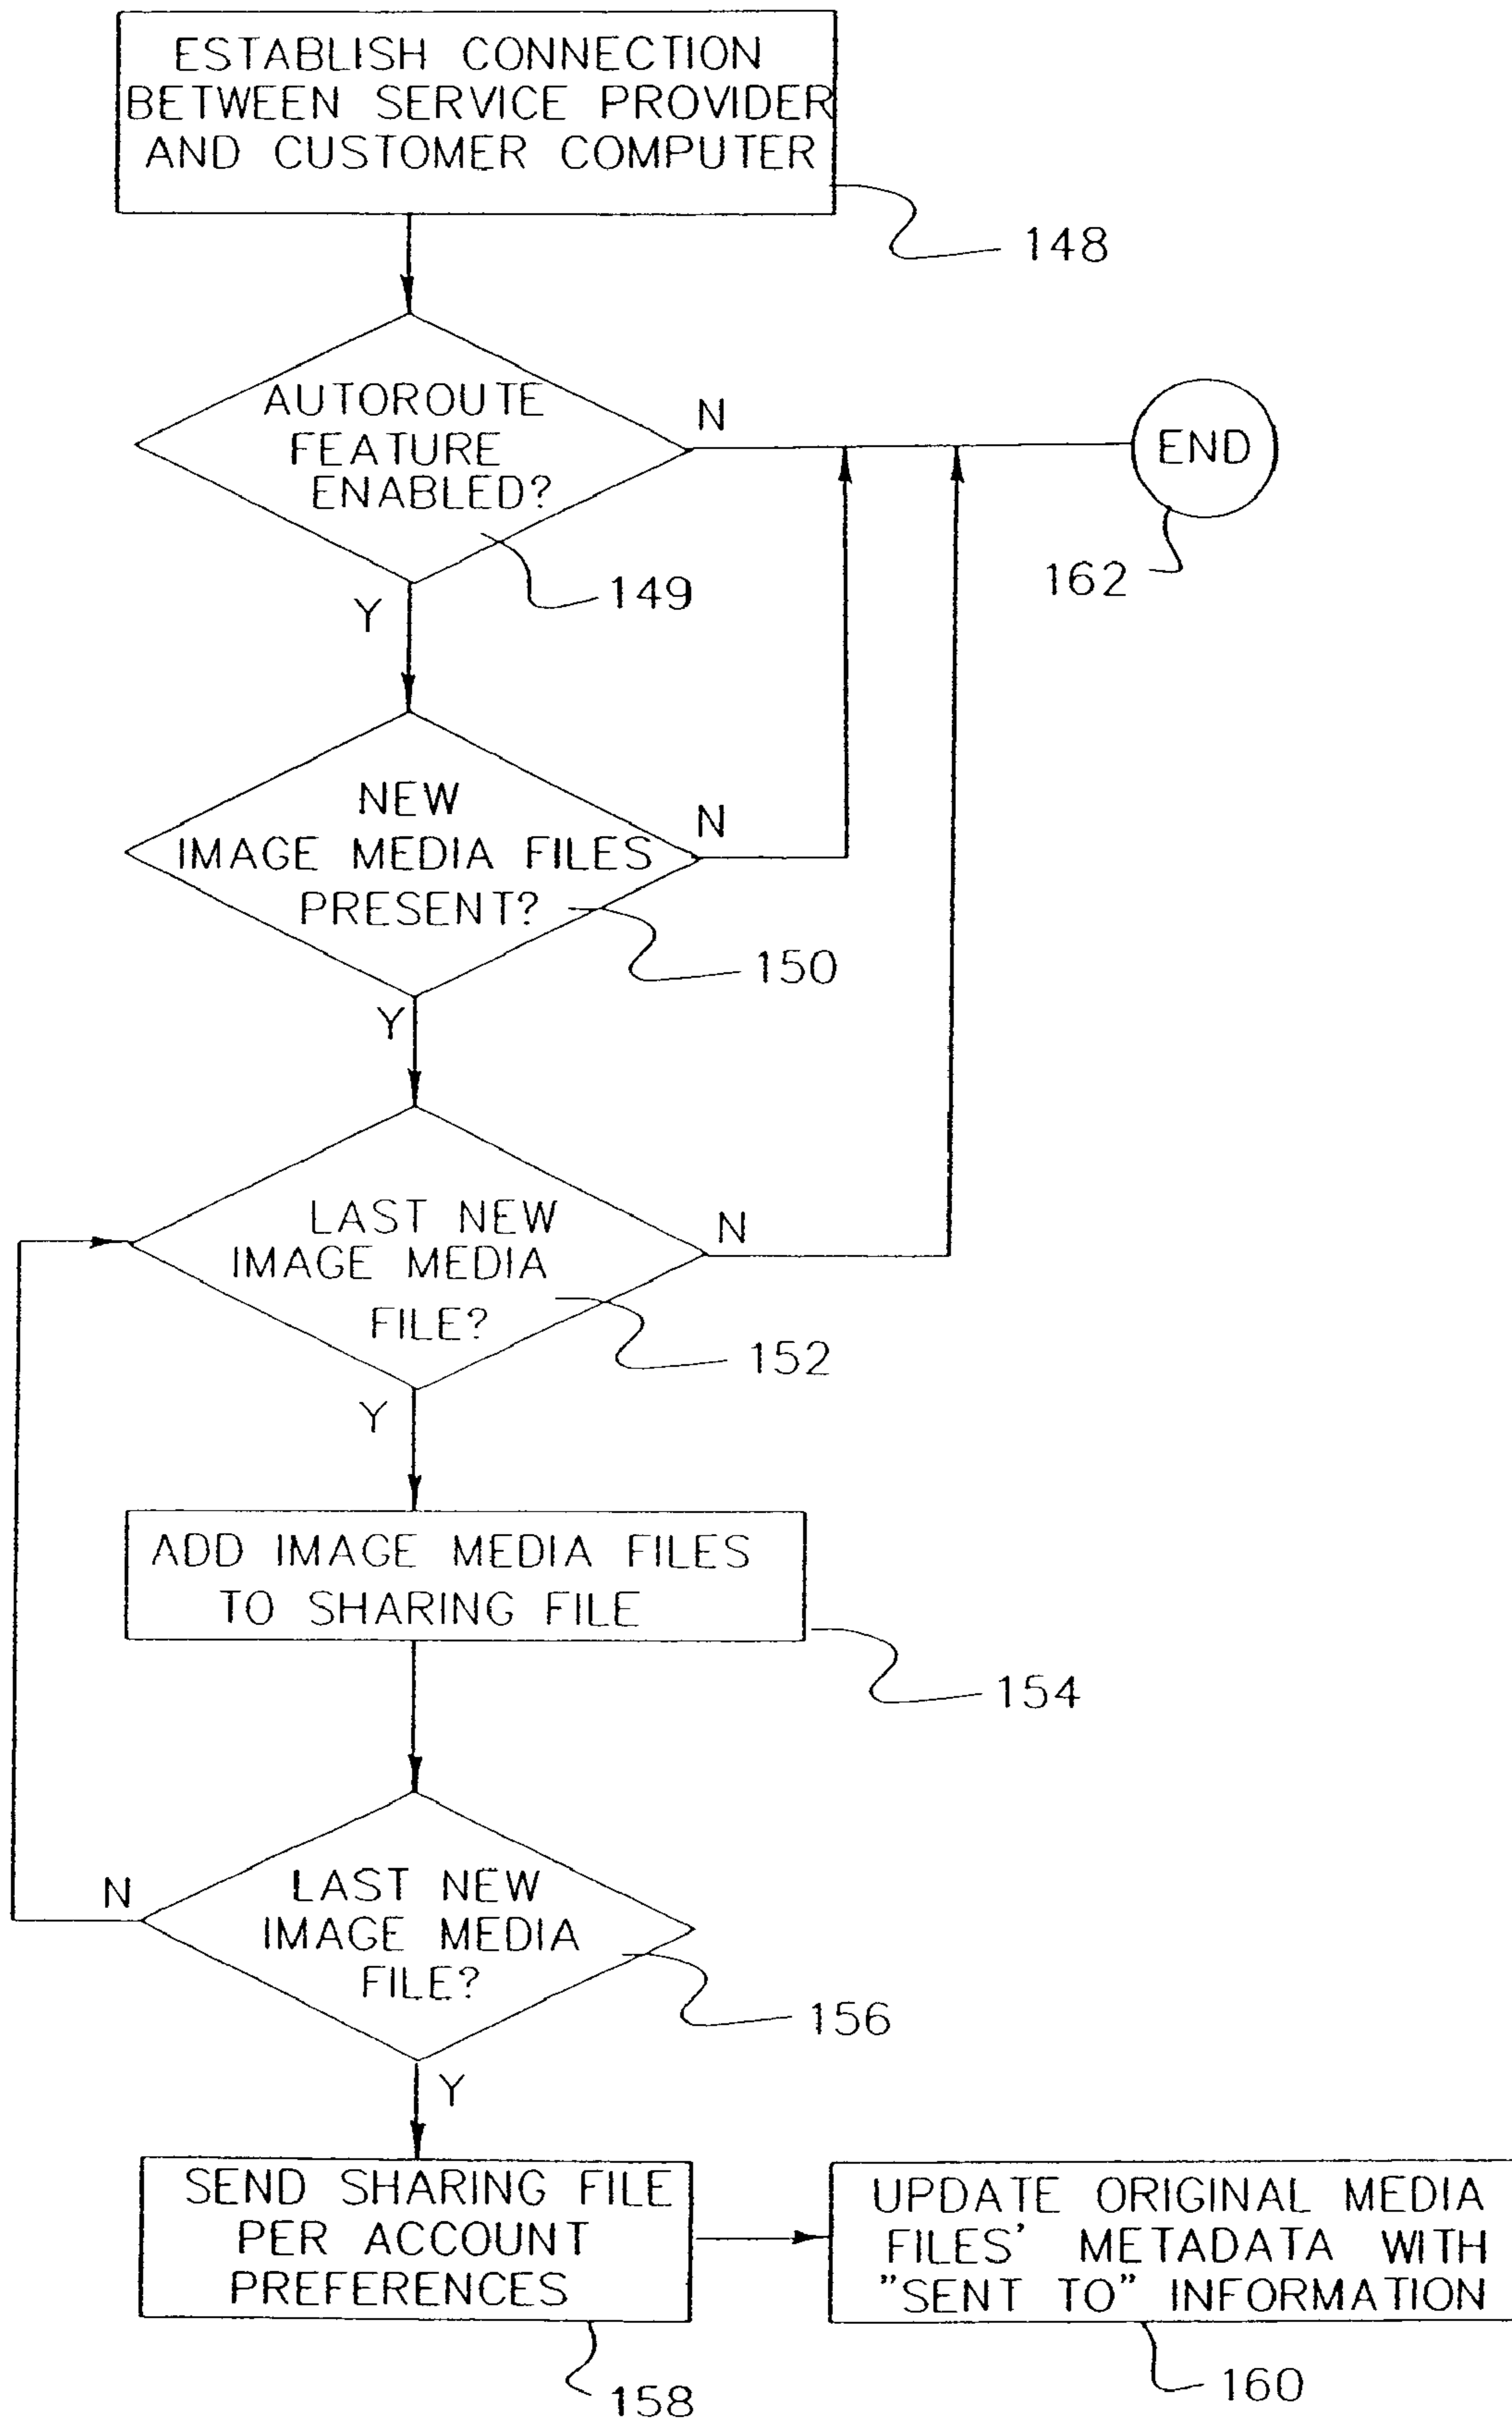 ESTABLISH CONNECTION
BETWEEN SERVICE PROVIDER
AND CUSTOMER COMPUTER
148
AUTOROUTE
FEATURE
ENABLED?
N
END
149
162
Y
NEW
IMAGE MEDIA FILES
PRESENT?
N
150
Y
LAST NEW
IMAGE MEDIA
FILE?
N
152
Y
ADD IMAGE MEDIA FILES
TO SHARING FILE
154
LAST NEW
IMAGE MEDIA
FILE?
N
156
Y
SEND SHARING FILE
PER ACCOUNT
PREFERENCES
158
UPDATE ORIGINAL MEDIA
FILES' METADATA WITH
"SENT TO" INFORMATION
160